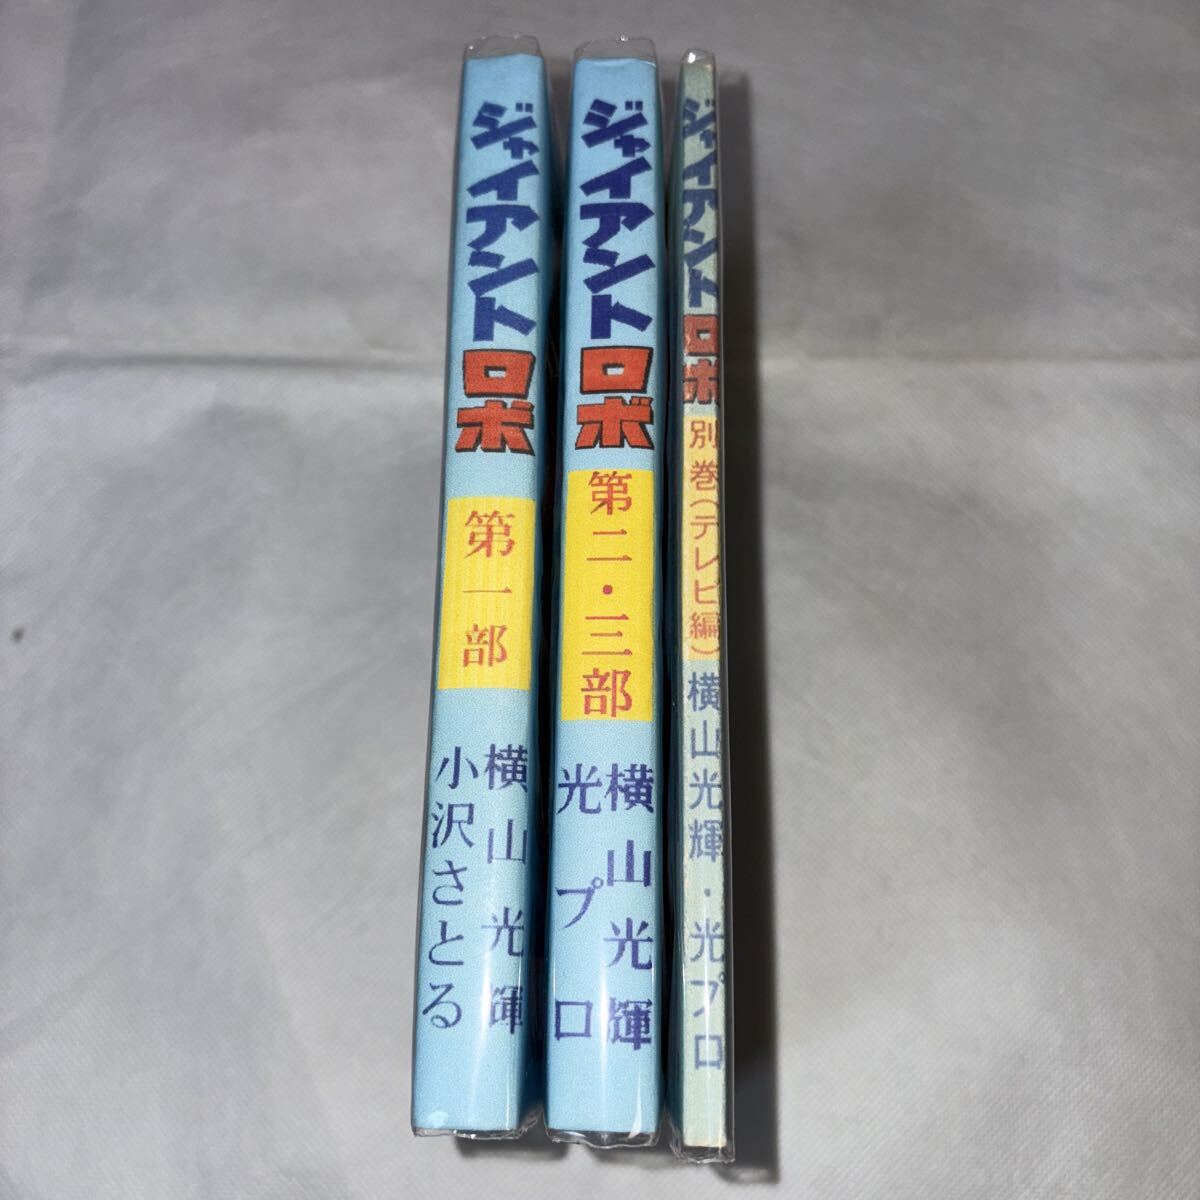 ジャイアント
ロボ
第一部
横山光輝
小沢さとる
ジャイアント
ロボ
第二・三部
横山光輝
光プロ
ジャイアント
ロボ
別巻(テレビ編)
横山光輝・光プロ